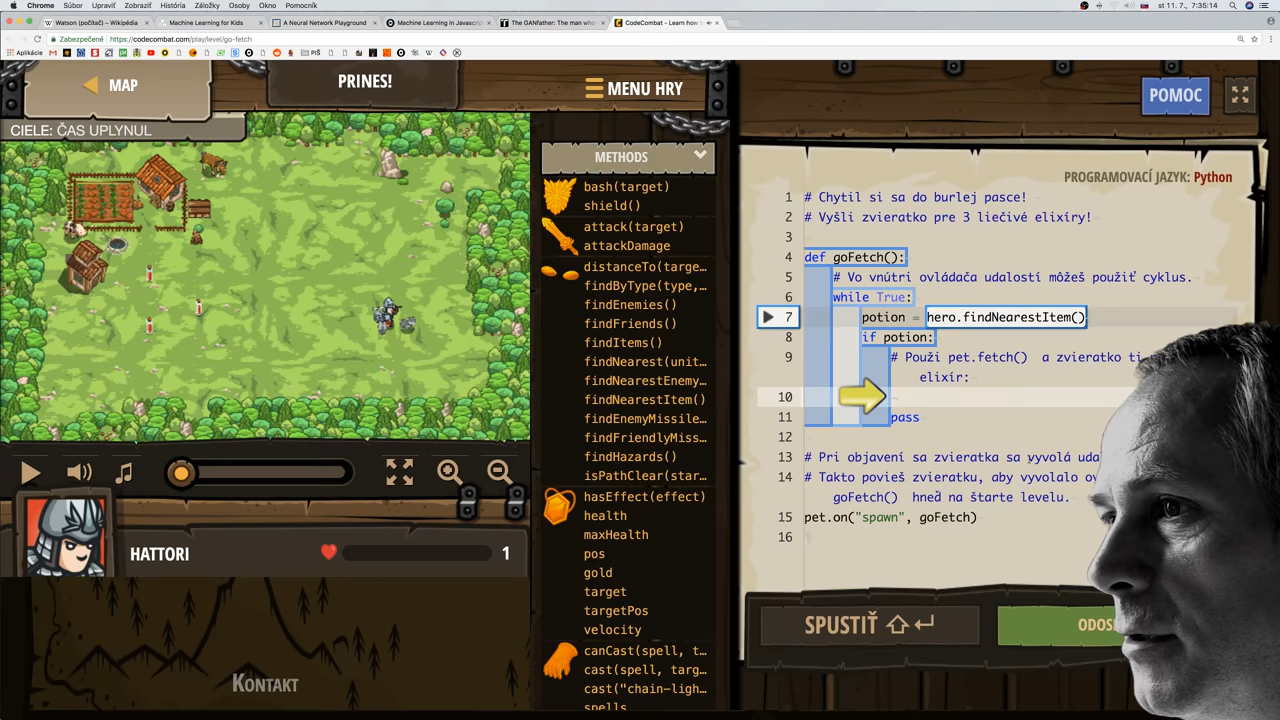 Chrome Súbor Upraviť Zobraziť História Záložky Osoby Okno Pomocník
st 11. 7., 7:35:14
Watson (počítač) – Wikipédia
Machine Learning for Kids
A Neural Network Playground
Machine Learning in Javascript
The GANfather: The man who
CodeCombat - Learn how to
Zabezpečené https://codecombat.com/play/level/go-fetch
Aplikácie
PIŠ
MAP
PRINES!
MENU HRY
POMOC
CIELE: ČAS UPLYNUL
METHODS
bash(target)
shield()
attack(target)
attackDamage
distanceTo(targe…
findByType(type,…
findEnemies()
findFriends()
findItems()
findNearest(unit…
findNearestEnemy…
findNearestItem()
findEnemyMissile…
findFriendlyMiss…
findHazards()
isPathClear(star…
hasEffect(effect)
health
maxHealth
pos
gold
target
targetPos
velocity
canCast(spell, t…
cast(spell, targ…
cast("chain-ligh…
spells
PROGRAMOVACÍ JAZYK: Python
1 # Chytil si sa do burlej pasce!
2 # Vyšli zvieratko pre 3 liečivé elixíry!
3
4 def goFetch():
5 # Vo vnútri ovládača udalostí môžeš použiť cyklus.
6 while True:
7 potion = hero.findNearestItem()
8 if potion:
9 # Použi pet.fetch() a zvieratko ti
elixír:
10
11 pass
12
13 # Pri objavení sa zvieratka sa vyvolá
14 # Takto povieš zvieratku, aby vyvolalo
goFetch() hneď na štarte levelu.
15 pet.on("spawn", goFetch)
16
SPUSTIŤ
HATTORI
1
KONTAKT